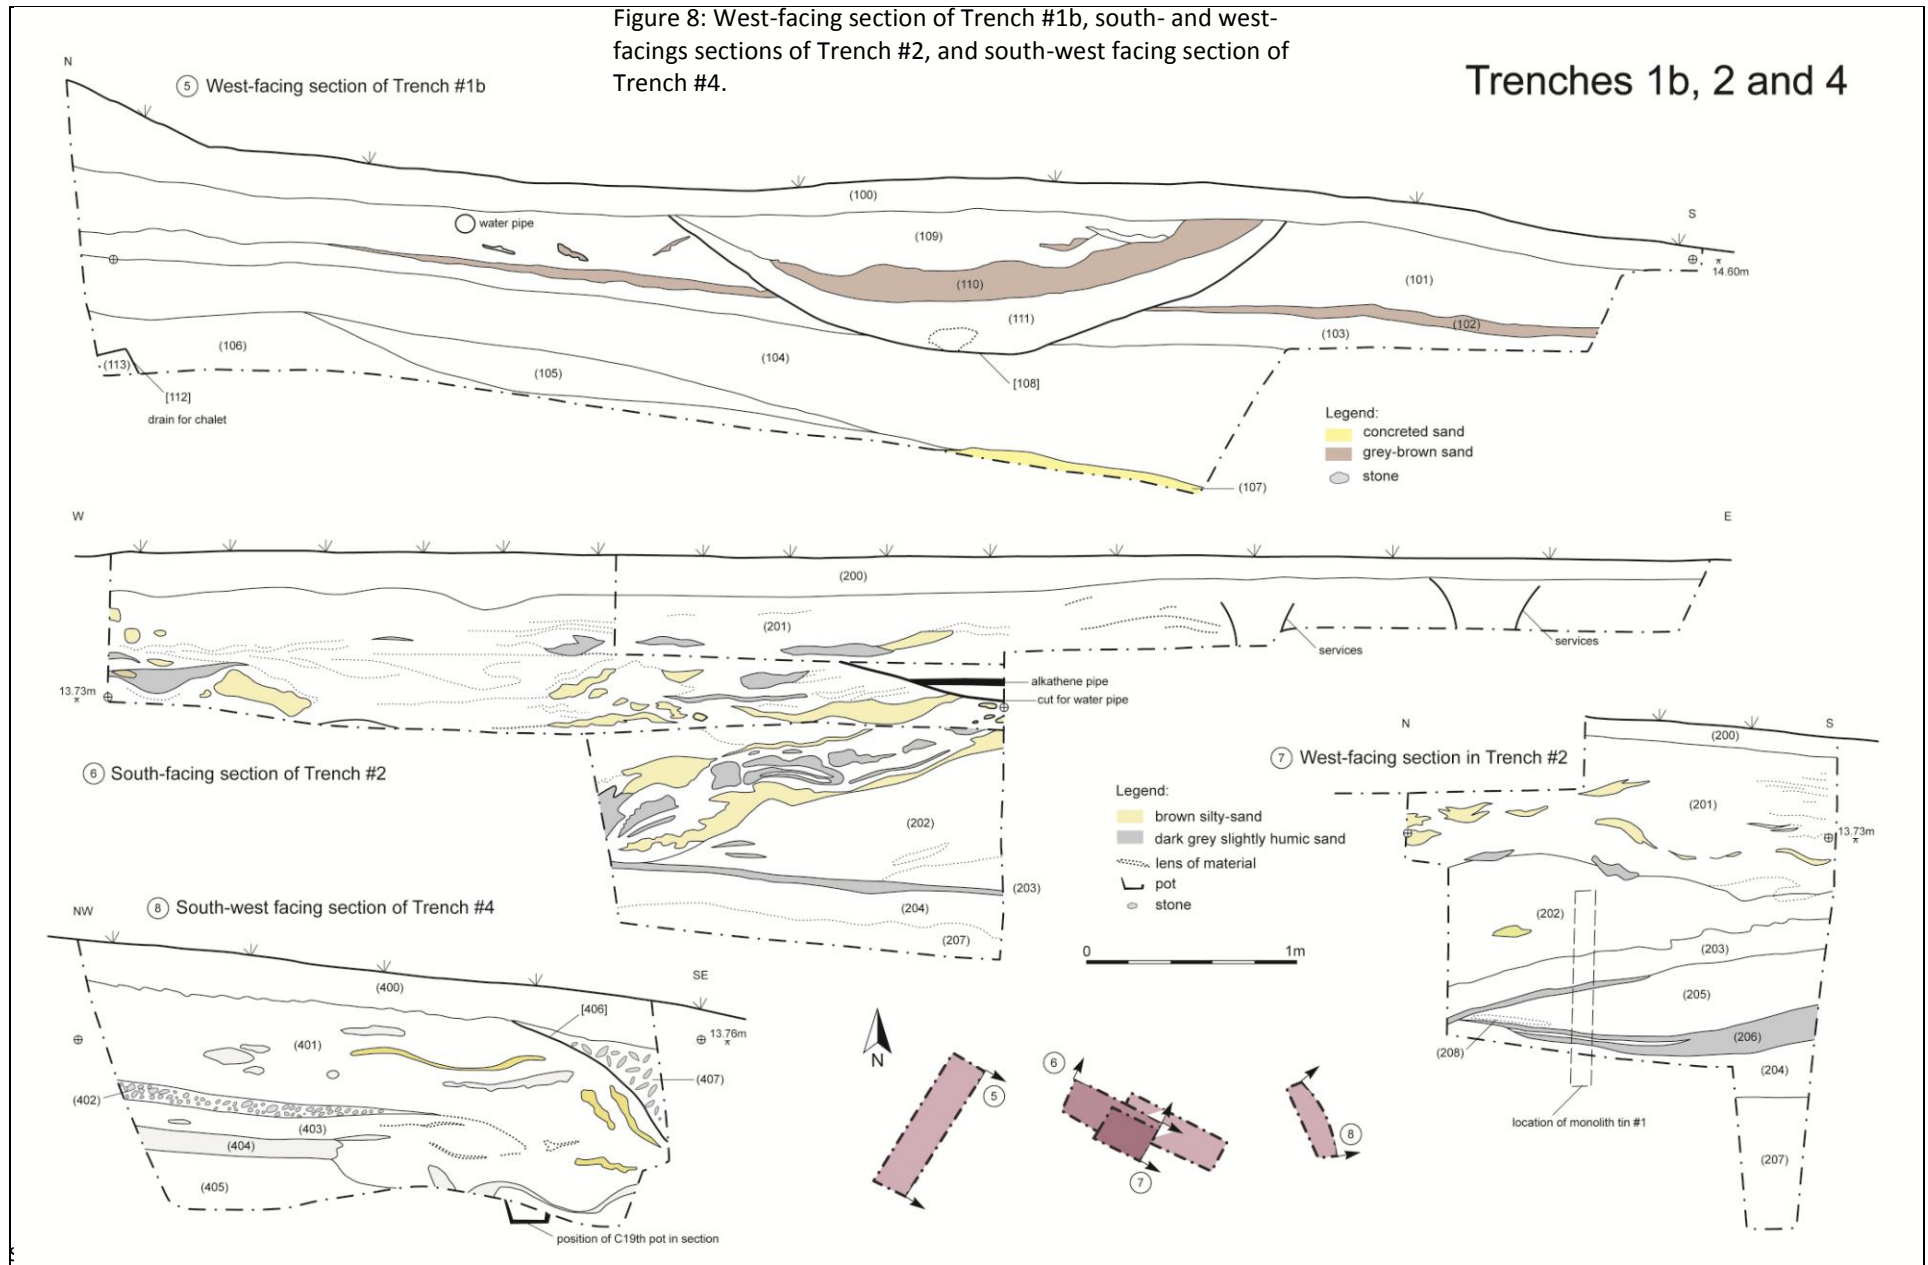 Figure 8: West-facing section of Trench #1b, south- and west-
facings sections of Trench #2, and south-west facing section of
Trench #4.
Trenches 1b, 2 and 4
N
5 West-facing section of Trench #1b
(100)
S
water pipe
(109)
14.60m
(101)
(110)
(111)
(102)
(103)
(106)
(104)
(113)
(105)
[108]
[112]
drain for chalet
Legend:
concreted sand
grey-brown sand
stone
(107)
W
E
(200)
(201)
services
services
alkathene pipe
13.73m
cut for water pipe
6 South-facing section of Trench #2
(202)
(203)
(204)
(207)
N
S
7 West-facing section in Trench #2
(200)
(201)
13.73m
(202)
(203)
(205)
(206)
(208)
(204)
location of monolith tin #1
(207)
Legend:
brown silty-sand
dark grey slightly humic sand
lens of material
pot
stone
0 1m
8 South-west facing section of Trench #4
NW
SE
(400)
[406]
13.76m
(401)
(407)
(402)
(403)
(404)
(405)
position of C19th pot in section
N
5
6
7
8